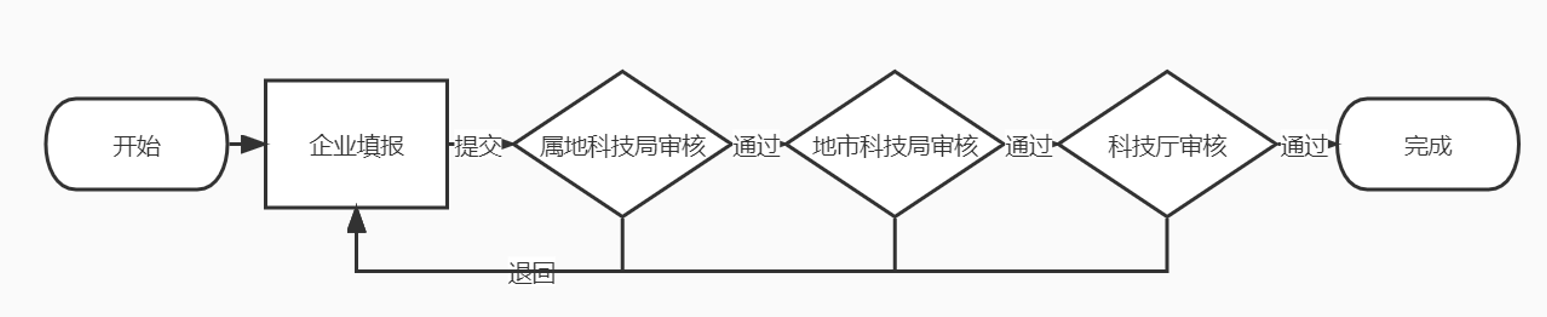 开始
企业填报
提交
属地科技局审核
通过
地市科技局审核
通过
科技厅审核
通过
完成
退回